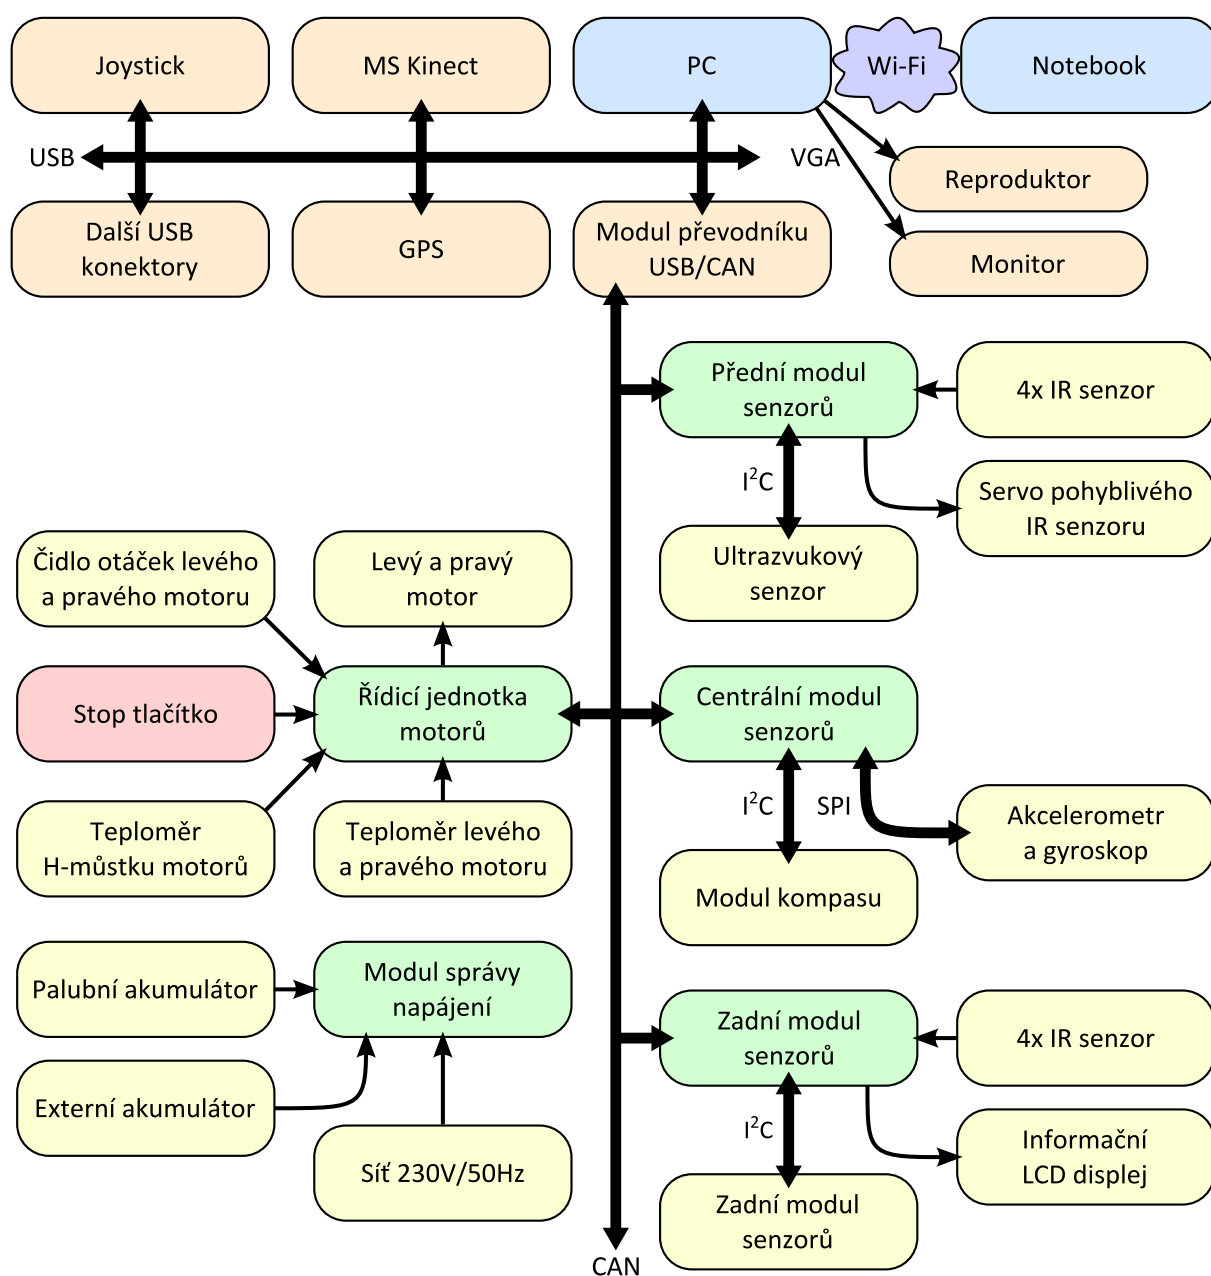 Joystick
MS Kinect
PC
Wi-Fi
Notebook
USB
VGA
Reproduktor
Další USB
konektory
GPS
Modul převodníku
USB/CAN
Monitor
Přední modul
senzorů
4x IR senzor
I²C
Servo pohyblivého
IR senzoru
Čidlo otáček levého
a pravého motoru
Levý a pravý
motor
Ultrazvukový
senzor
Stop tlačítko
Řídicí jednotka
motorů
Centrální modul
senzorů
I²C
SPI
Teploměr
H-můstku motorů
Teploměr levého
a pravého motoru
Akcelerometr
a gyroskop
Modul kompasu
Palubní akumulátor
Modul správy
napájení
Zadní modul
senzorů
4x IR senzor
Externí akumulátor
I²C
Informační
LCD displej
Síť 230V/50Hz
Zadní modul
senzorů
CAN